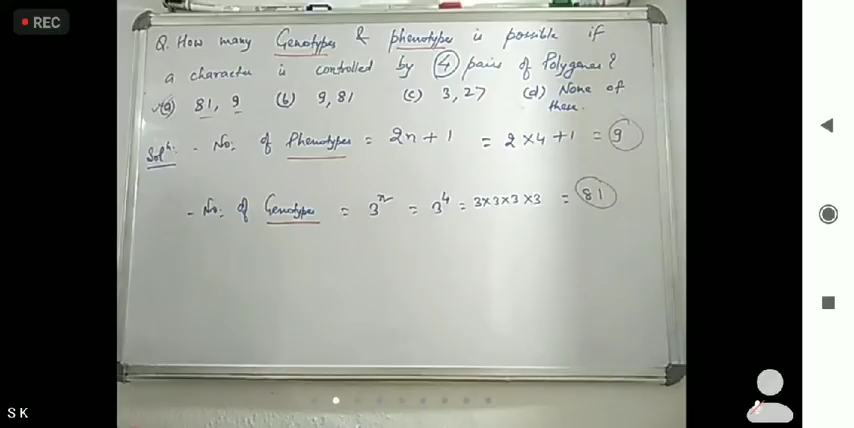 REC
Q. How many Genotypes & phenotypes is possible if
a character is controlled by 4 pairs of Polygenes?
(a) 81, 9 (b) 9, 81 (c) 3, 27 (d) None of
these.
Solⁿ: - No: of Phenotypes = 2n + 1 = 2 × 4 + 1 = 9
- No: of Genotypes = 3ⁿ = 3⁴ = 3×3×3×3 = 81
S K